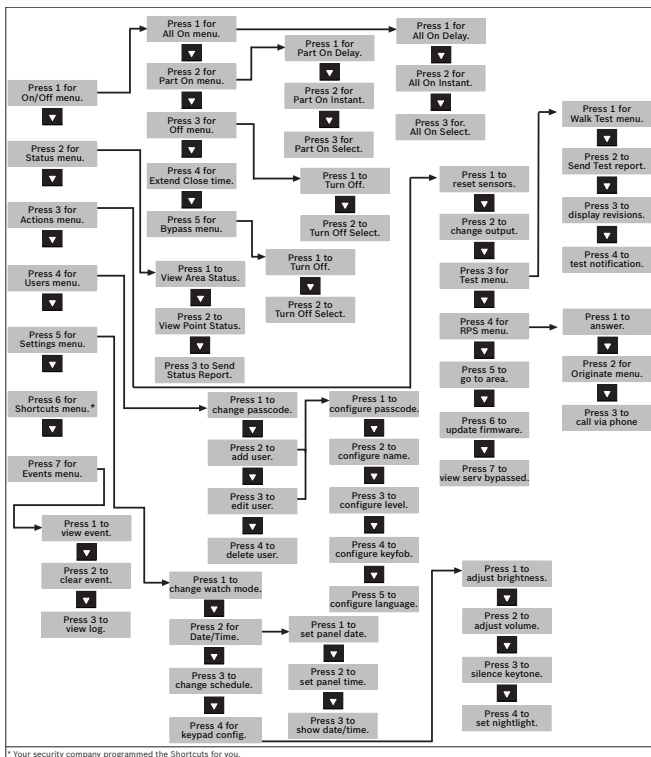 Press 1 for
On/Off menu.
Press 2 for
Status menu.
Press 3 for
Actions menu.
Press 4 for
Users menu.
Press 5 for
Settings menu.
Press 6 for
Shortcuts menu.*
Press 7 for
Events menu.
Press 1 for
All On menu.
Press 2 for
Part On menu.
Press 3 for
Off menu.
Press 4 for
Extend Close time.
Press 5 for
Bypass menu.
Press 1 for
Part On Delay.
Press 2 for
Part On Instant.
Press 3 for
Part On Select.
Press 1 for
All On Delay.
Press 2 for
All On Instant.
Press 3 for.
All On Select.
Press 1 to
Turn Off.
Press 2 to
Turn Off Select.
Press 1 to
Turn Off.
Press 2 to
Turn Off Select.
Press 1 to
View Area Status.
Press 2 to
View Point Status.
Press 3 to Send
Status Report.
Press 1 to
reset sensors.
Press 2 to
change output.
Press 3 for
Test menu.
Press 4 for
RPS menu.
Press 5 to
go to area.
Press 6 to
update firmware.
Press 7 to
view serv bypassed.
Press 1 for
Walk Test menu.
Press 2 to
Send Test report.
Press 3 to
display revisions.
Press 4 to
test notification.
Press 1 to
answer.
Press 2 for
Originate menu.
Press 3 to
call via phone
Press 1 to
change passcode.
Press 2 to
add user.
Press 3 to
edit user.
Press 4 to
delete user.
Press 1 to
configure passcode.
Press 2 to
configure name.
Press 3 to
configure level.
Press 4 to
configure keyfob.
Press 5 to
configure language.
Press 1 to
view event.
Press 2 to
clear event.
Press 3 to
view log.
Press 1 to
change watch mode.
Press 2 for
Date/Time.
Press 3 to
change schedule.
Press 4 for
keypad config.
Press 1 to
set panel date.
Press 2 to
set panel time.
Press 3 to
show date/time.
Press 1 to
adjust brightness.
Press 2 to
adjust volume.
Press 3 to
silence keytone.
Press 4 to
set nightlight.
* Your security company programmed the Shortcuts for you.